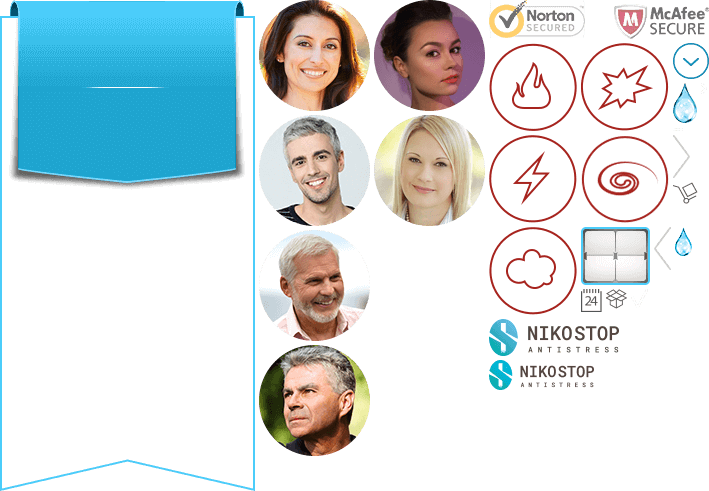 Norton
SECURED
McAfee®
SECURE
24
NIKOSTOP
ANTISTRESS
NIKOSTOP
ANTISTRESS